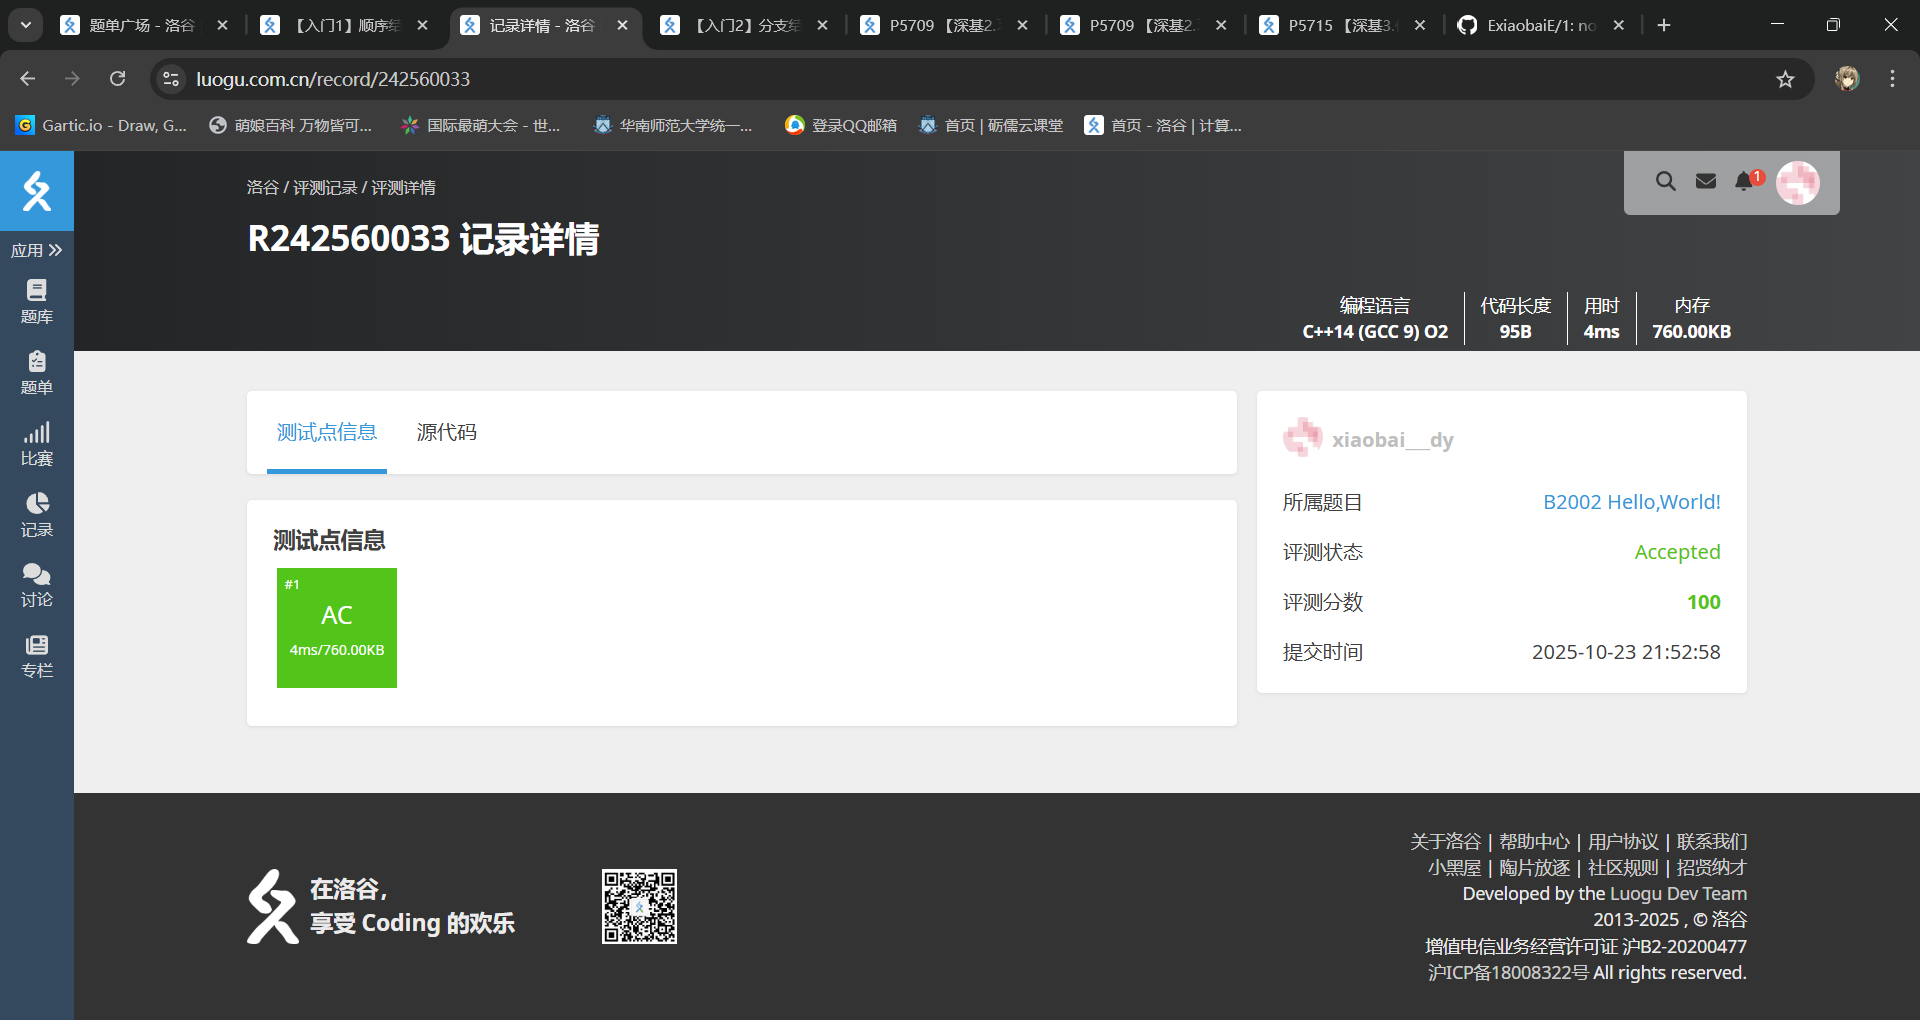 题单广场 - 洛谷
【入门1】顺序结
记录详情 - 洛谷
【入门2】分支结
P5709 【深基2.
P5709 【深基2.
P5715 【深基3.
ExiaobaiE/1: no
luogu.com.cn/record/242560033
Gartic.io - Draw, G...
萌娘百科 万物皆可...
国际最萌大会 - 世...
华南师范大学统一...
登录QQ邮箱
首页 | 砺儒云课堂
首页 - 洛谷 | 计算...
应用
题库
题单
比赛
记录
讨论
专栏
洛谷 / 评测记录 / 评测详情
1
R242560033 记录详情
编程语言
C++14 (GCC 9) O2
代码长度
95B
用时
4ms
内存
760.00KB
测试点信息
源代码
测试点信息
#1
AC
4ms/760.00KB
xiaobai___dy
所属题目
B2002 Hello,World!
评测状态
Accepted
评测分数
100
提交时间
2025-10-23 21:52:58
在洛谷,
享受 Coding 的欢乐
关于洛谷 | 帮助中心 | 用户协议 | 联系我们
小黑屋 | 陶片放逐 | 社区规则 | 招贤纳才
Developed by the Luogu Dev Team
2013-2025 , © 洛谷
增值电信业务经营许可证 沪B2-20200477
沪ICP备18008322号 All rights reserved.